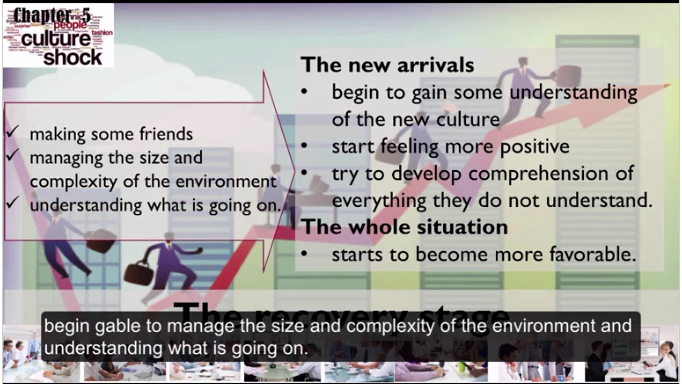 Chapter 5
people
fashion
culture
shock
✓ making some friends
✓ managing the size and
complexity of the environment
✓ understanding what is going on.
The new arrivals
• begin to gain some understanding
of the new culture
• start feeling more positive
• try to develop comprehension of
everything they do not understand.
The whole situation
• starts to become more favorable.
The recovery stage
begin gable to manage the size and complexity of the environment and
understanding what is going on.